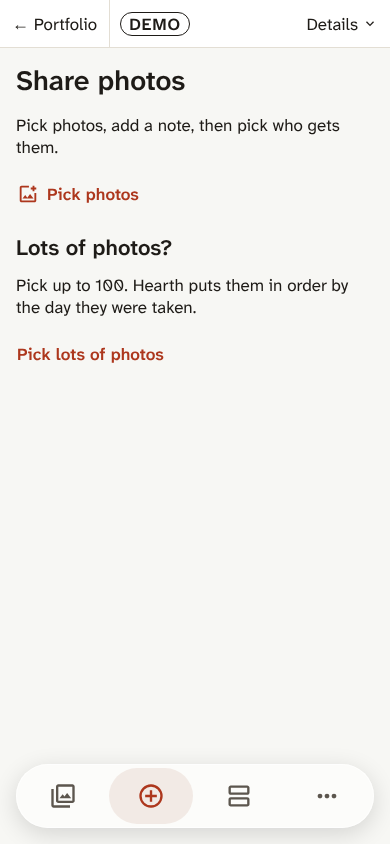 ← Portfolio
DEMO
Details
Share photos
Pick photos, add a note, then pick who gets
them.
Pick photos
Lots of photos?
Pick up to 100. Hearth puts them in order by
the day they were taken.
Pick lots of photos